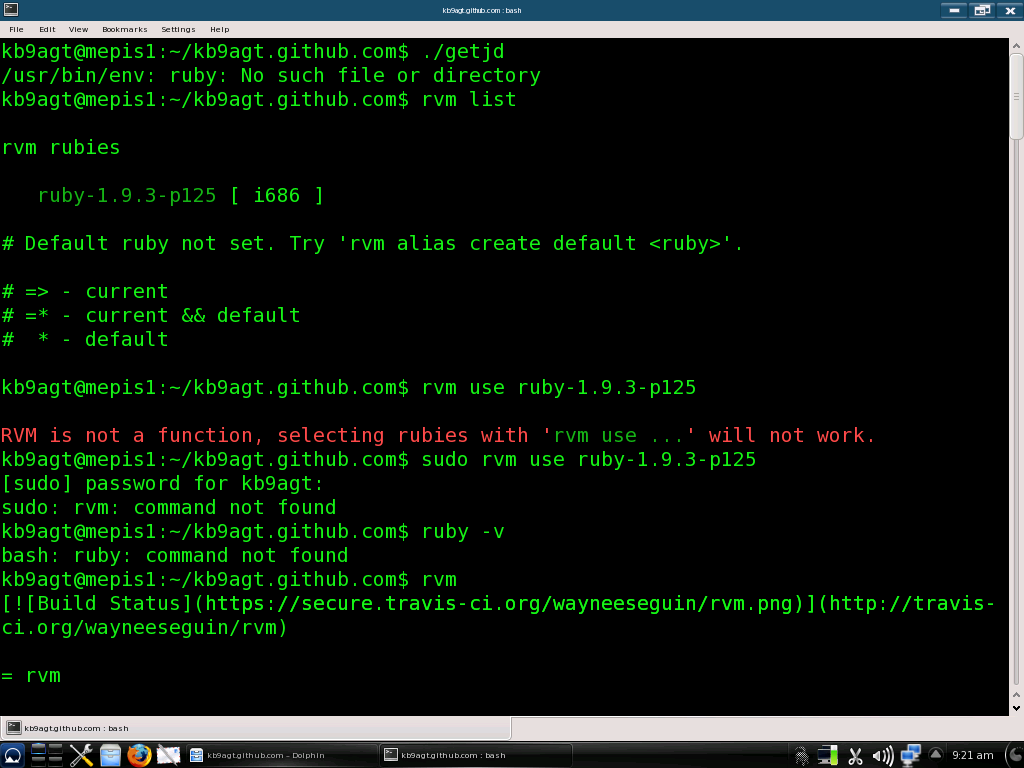 kb9agt.github.com : bash
File Edit View Bookmarks Settings Help
kb9agt@mepis1:~/kb9agt.github.com$ ./getjd
/usr/bin/env: ruby: No such file or directory
kb9agt@mepis1:~/kb9agt.github.com$ rvm list
rvm rubies
ruby-1.9.3-p125 [ i686 ]
# Default ruby not set. Try 'rvm alias create default <ruby>'.
# => - current
# =* - current && default
#  * - default
kb9agt@mepis1:~/kb9agt.github.com$ rvm use ruby-1.9.3-p125
RVM is not a function, selecting rubies with 'rvm use ...' will not work.
kb9agt@mepis1:~/kb9agt.github.com$ sudo rvm use ruby-1.9.3-p125
[sudo] password for kb9agt:
sudo: rvm: command not found
kb9agt@mepis1:~/kb9agt.github.com$ ruby -v
bash: ruby: command not found
kb9agt@mepis1:~/kb9agt.github.com$ rvm
[![Build Status](https://secure.travis-ci.org/wayneeseguin/rvm.png)](http://travis-
ci.org/wayneeseguin/rvm)
= rvm
kb9agt.github.com : bash
kb9agt.github.com - Dolphin
kb9agt.github.com : bash
9:21 am